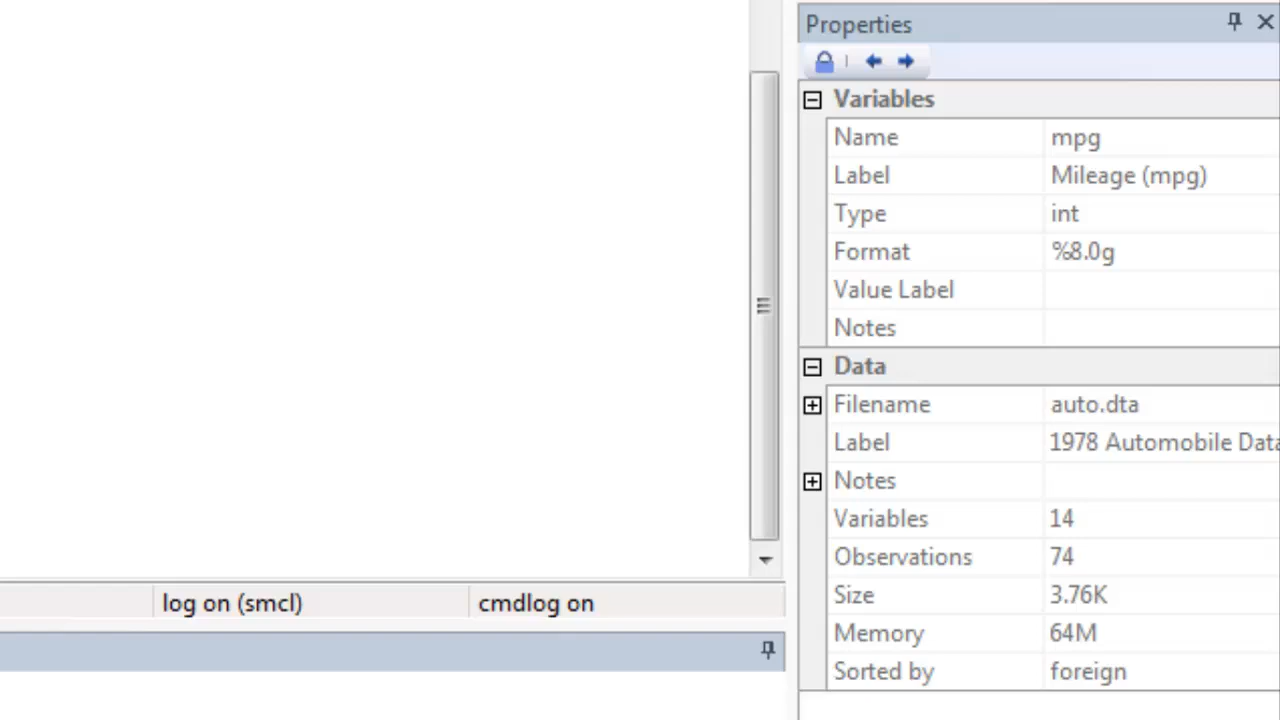 Properties
Variables
Name mpg
Label Mileage (mpg)
Type int
Format %8.0g
Value Label
Notes
Data
Filename auto.dta
Label 1978 Automobile Data
Notes
Variables 14
Observations 74
Size 3.76K
Memory 64M
Sorted by foreign
log on (smcl) cmdlog on